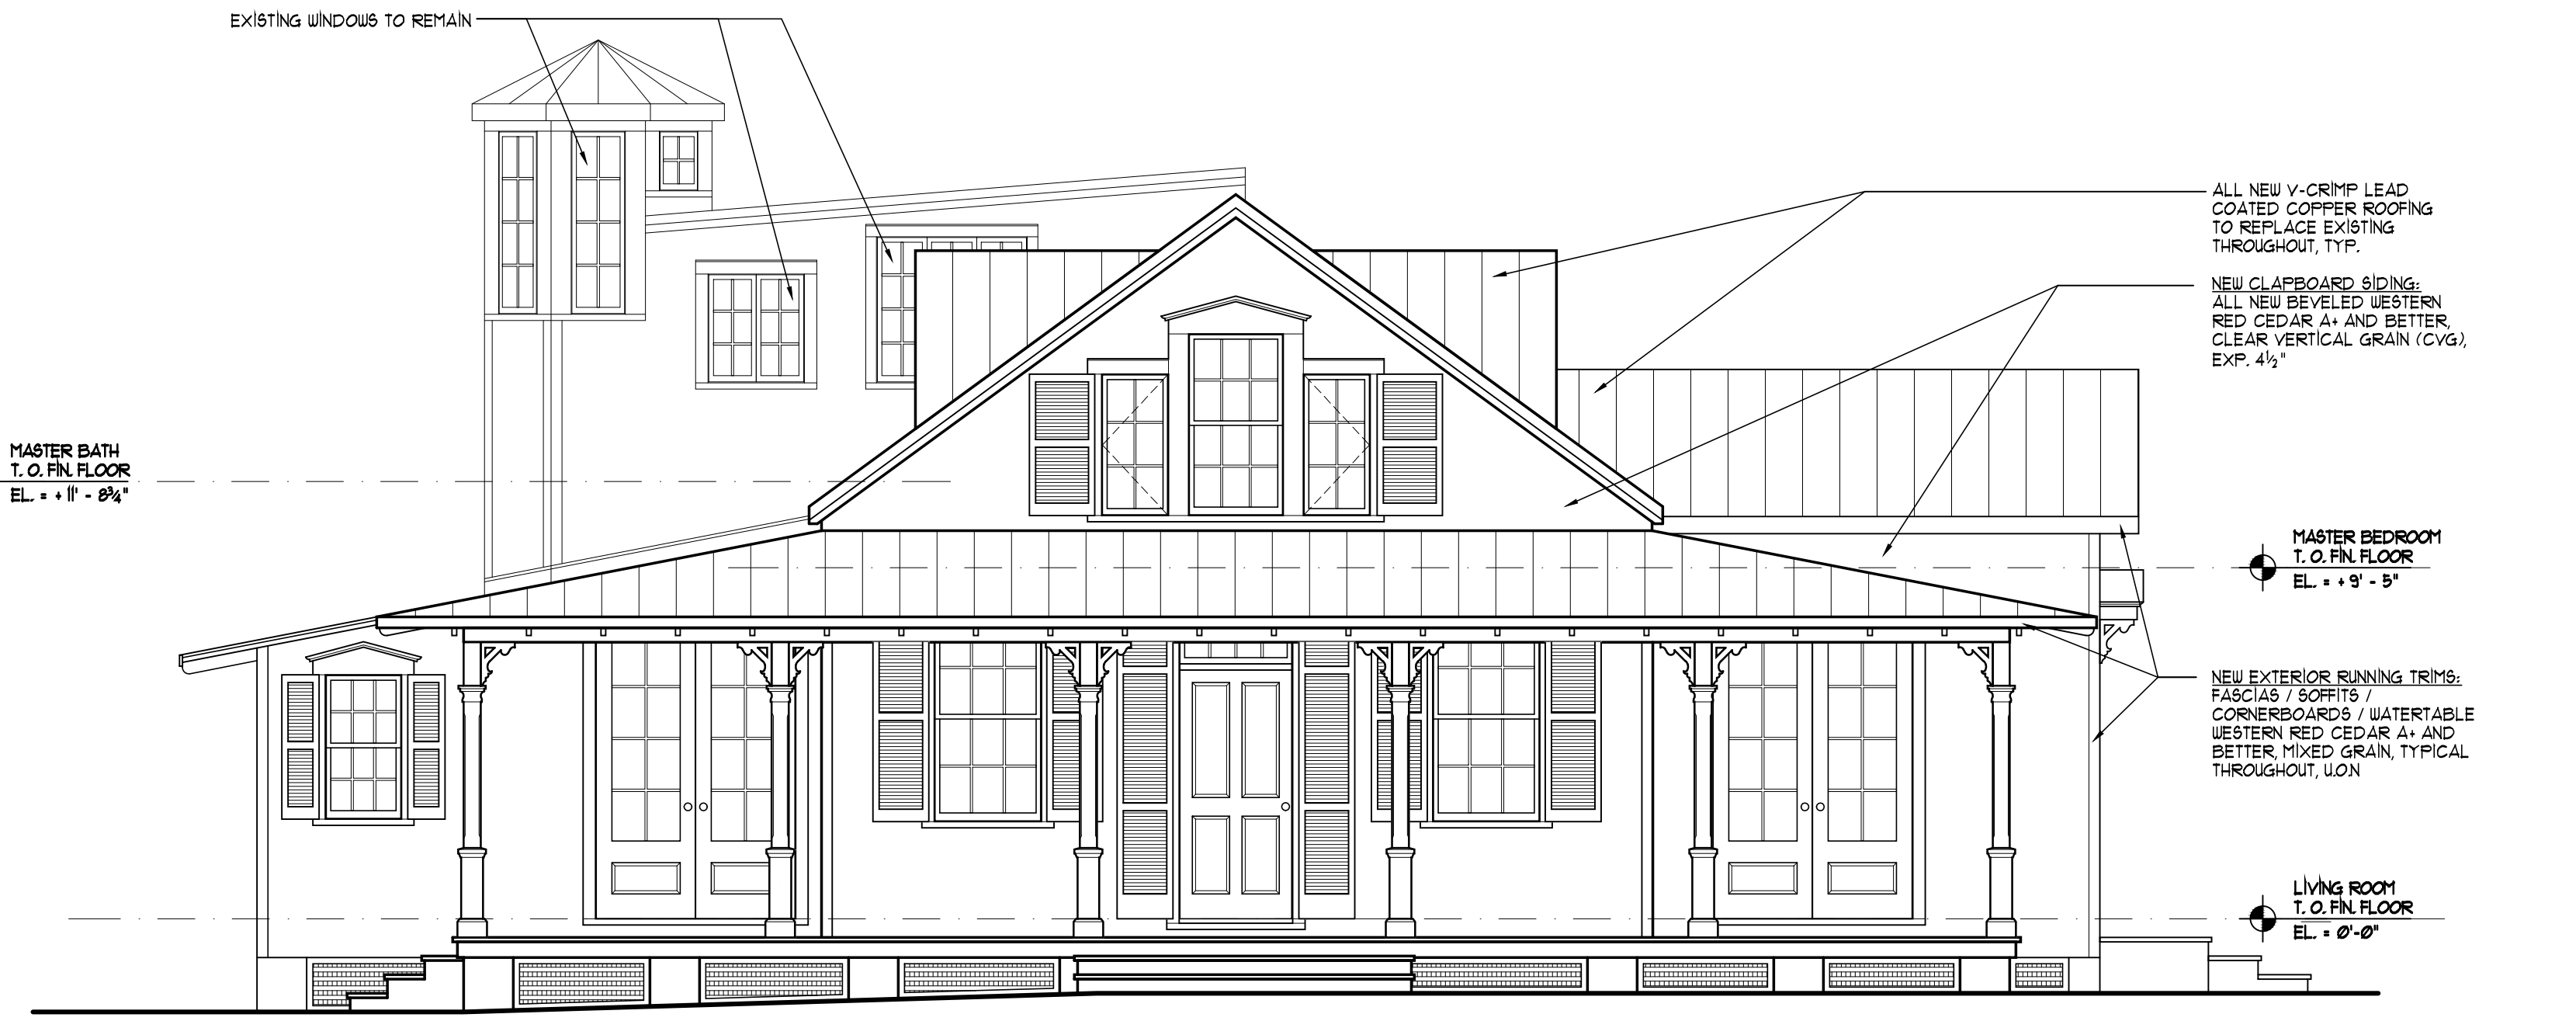 EXISTING WINDOWS TO REMAIN
ALL NEW V-CRIMP LEAD
COATED COPPER ROOFING
TO REPLACE EXISTING
THROUGHOUT, TYP.
NEW CLAPBOARD SIDING:
ALL NEW BEVELED WESTERN
RED CEDAR A+ AND BETTER,
CLEAR VERTICAL GRAIN (CVG),
EXP. 4½"
MASTER BATH
T. O. FIN. FLOOR
EL. = + 11' - 8¾"
MASTER BEDROOM
T. O. FIN. FLOOR
EL. = + 9' - 5"
NEW EXTERIOR RUNNING TRIMS:
FASCIAS / SOFFITS /
CORNERBOARDS / WATERTABLE
WESTERN RED CEDAR A+ AND
BETTER, MIXED GRAIN, TYPICAL
THROUGHOUT, U.O.N
LIVING ROOM
T. O. FIN. FLOOR
EL. = 0'-0"